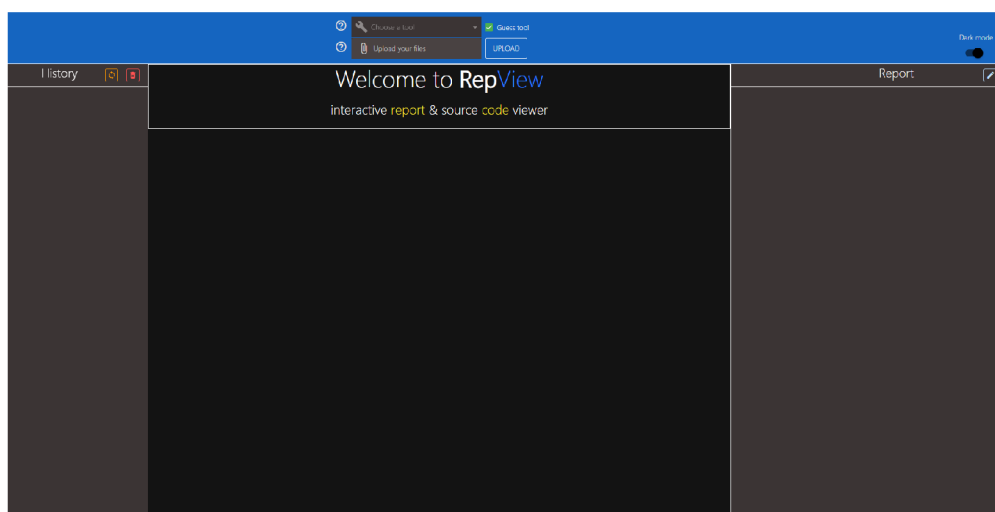 Choose a tool
Guess tool
Upload your files
UPLOAD
Dark mode
History
Welcome to RepView
interactive report & source code viewer
Report